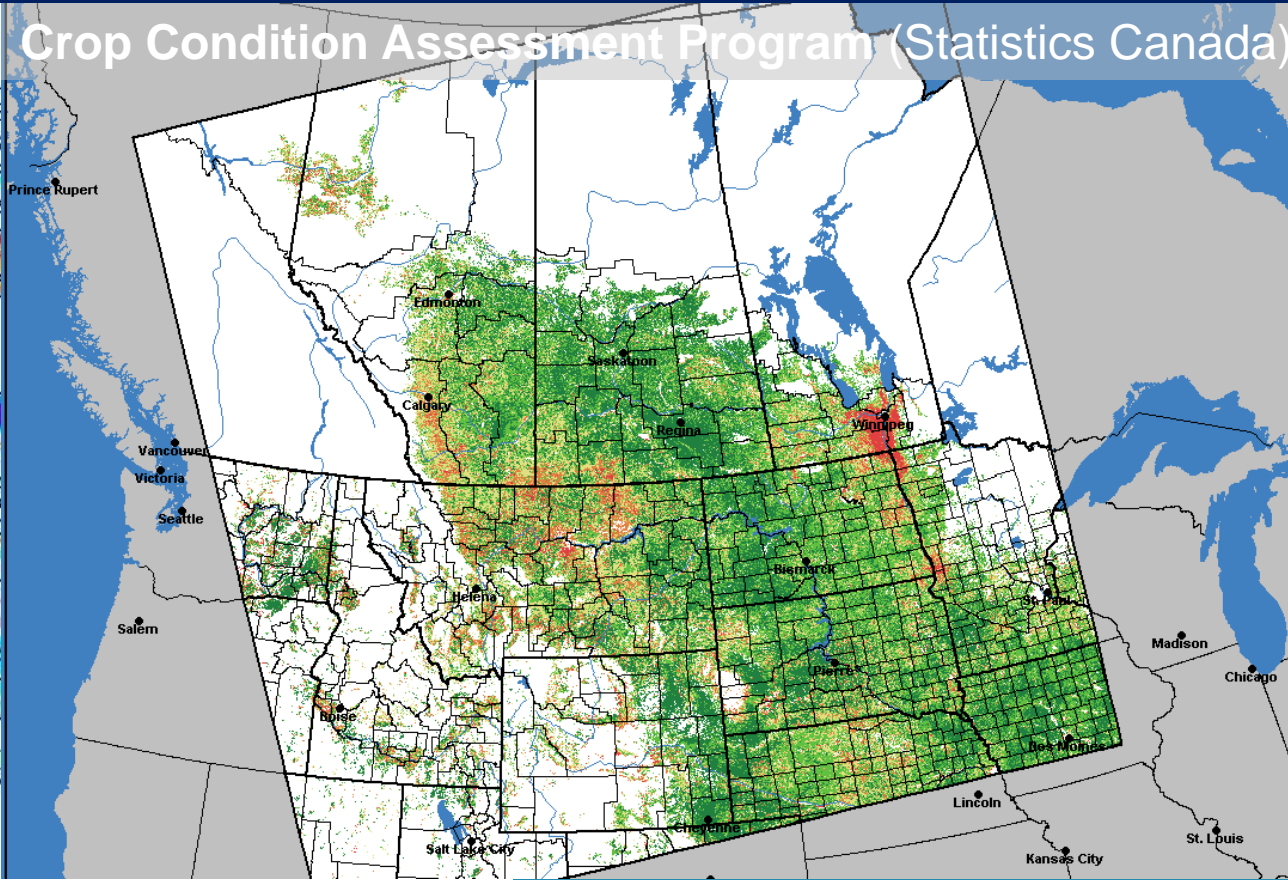 Crop Condition Assessment Program (Statistics Canada)
Prince Rupert
Edmonton
Saskatoon
Calgary
Regina
Winnipeg
Vancouver
Victoria
Seattle
Bismarck
Helena
St. Paul
Salem
Madison
Pierre
Chicago
Boise
Des Moines
Lincoln
Cheyenne
St. Louis
Salt Lake City
Kansas City